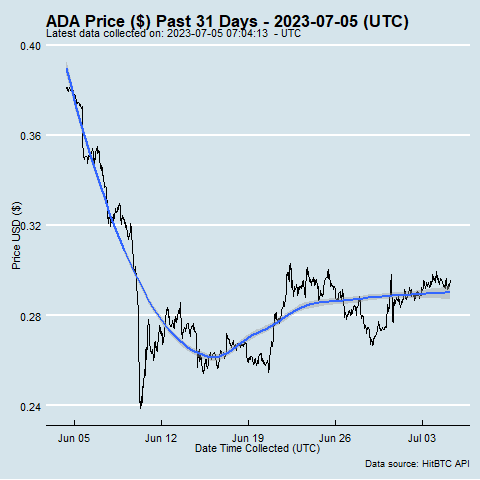 ADA Price ($) Past 31 Days - 2023-07-05 (UTC)
Latest data collected on: 2023-07-05 07:04:13  - UTC
0.40
0.36
0.32
0.28
0.24
Price USD ($)
Jun 05 Jun 12 Jun 19 Jun 26 Jul 03
Date Time Collected (UTC)
Data source: HitBTC API